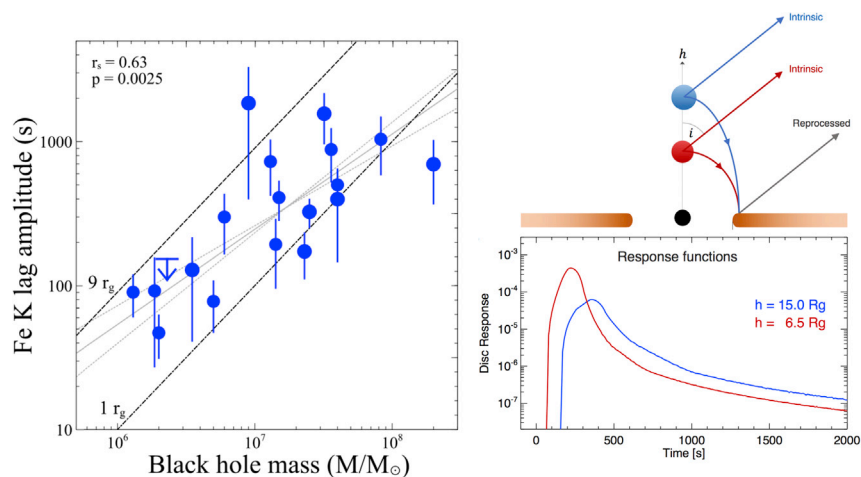 r_s = 0.63
p = 0.0025
Fe K lag amplitude (s)
1000
100
10
9 r_g
1 r_g
10^6
10^7
10^8
Black hole mass (M/M_☉)
h
Intrinsic
Intrinsic
Reprocessed
i
Response functions
h = 15.0 Rg
h = 6.5 Rg
Disc Response
10^-3
10^-4
10^-5
10^-6
10^-7
0
500
1000
1500
2000
Time [s]